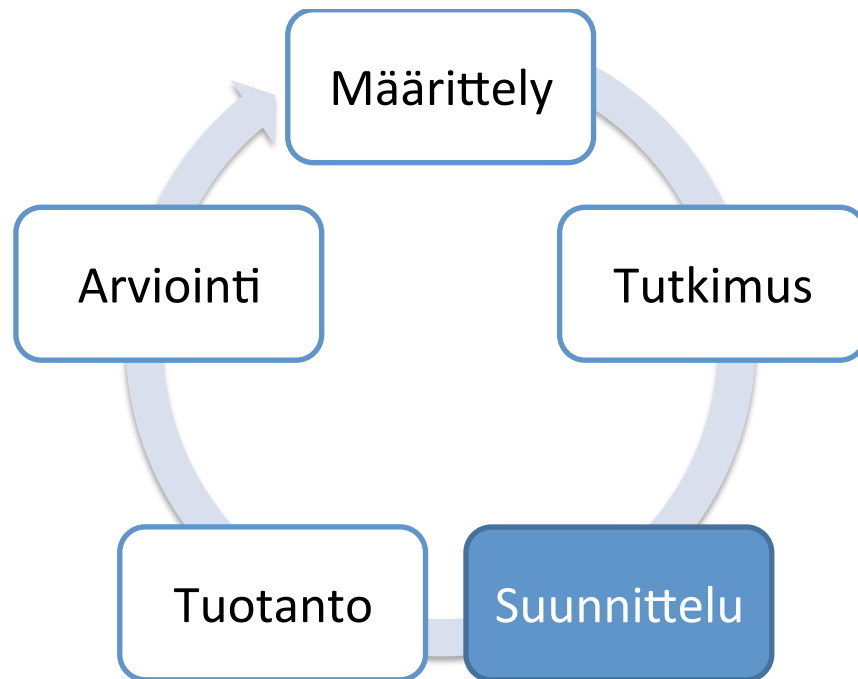 Määrittely
Tutkimus
Suunnittelu
Tuotanto
Arviointi